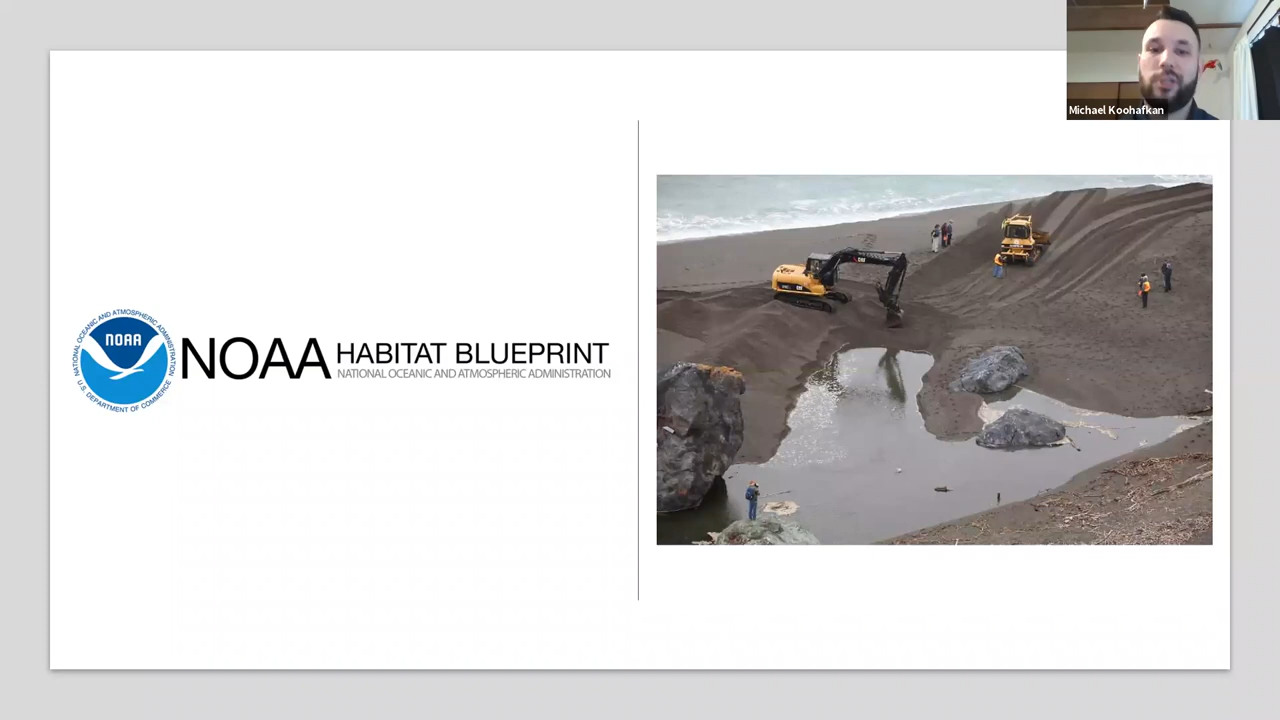 Michael Koohafkan
NATIONAL OCEANIC AND ATMOSPHERIC ADMINISTRATION
NOAA
U.S. DEPARTMENT OF COMMERCE
NOAA HABITAT BLUEPRINT
NATIONAL OCEANIC AND ATMOSPHERIC ADMINISTRATION